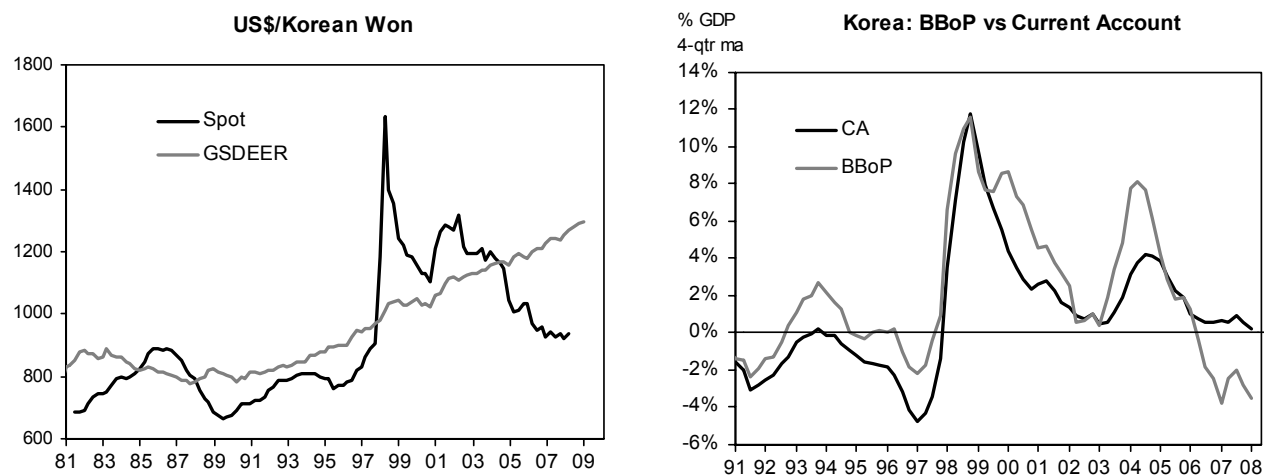 US$/Korean Won
1800
1600
1400
1200
1000
800
600
Spot
GSDEER
81 83 85 87 89 91 93 95 97 99 01 03 05 07 09
% GDP
4-qtr ma
Korea: BBoP vs Current Account
14%
12%
10%
8%
6%
4%
2%
0%
-2%
-4%
-6%
CA
BBoP
91 92 93 94 95 96 97 98 99 00 01 02 03 04 05 06 07 08